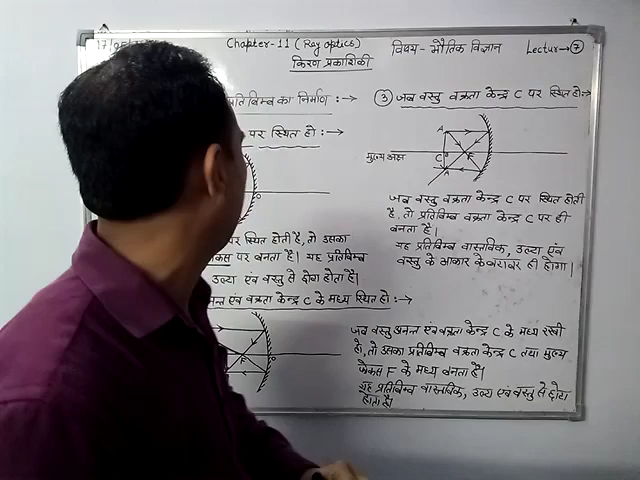 Chapter-11 (Ray optics) विषय- भौतिक विज्ञान Lectur→7
किरण प्रकाशिकी
प्रतिबिम्ब का निर्माण :→
पर स्थित हो :→
पर स्थित होती है, तो उसका
फोकस पर बनता है। यह प्रतिबिम्ब
उल्टा एवं वस्तु से छोटा होता है।
एवं वक्रता केन्द्र C के मध्य स्थित हो :→
F
③ जब वस्तु वक्रता केन्द्र C पर स्थित हो:→
A
मुख्य अक्ष C
जब वस्तु वक्रता केन्द्र C पर स्थित होती
है, तो प्रतिबिम्ब वक्रता केन्द्र C पर ही
बनता है।
यह प्रतिबिम्ब वास्तविक, उल्टा एवं
वस्तु के आकार के बराबर ही होगा।
जब वस्तु अनन्त एवं वक्रता केन्द्र C के मध्य रखी
हो, तो उसका प्रतिबिम्ब वक्रता केन्द्र C तथा मुख्य
फोकस F के मध्य बनता है।
यह प्रतिबिम्ब वास्तविक, उल्टा एवं वस्तु से छोटा
होता है।